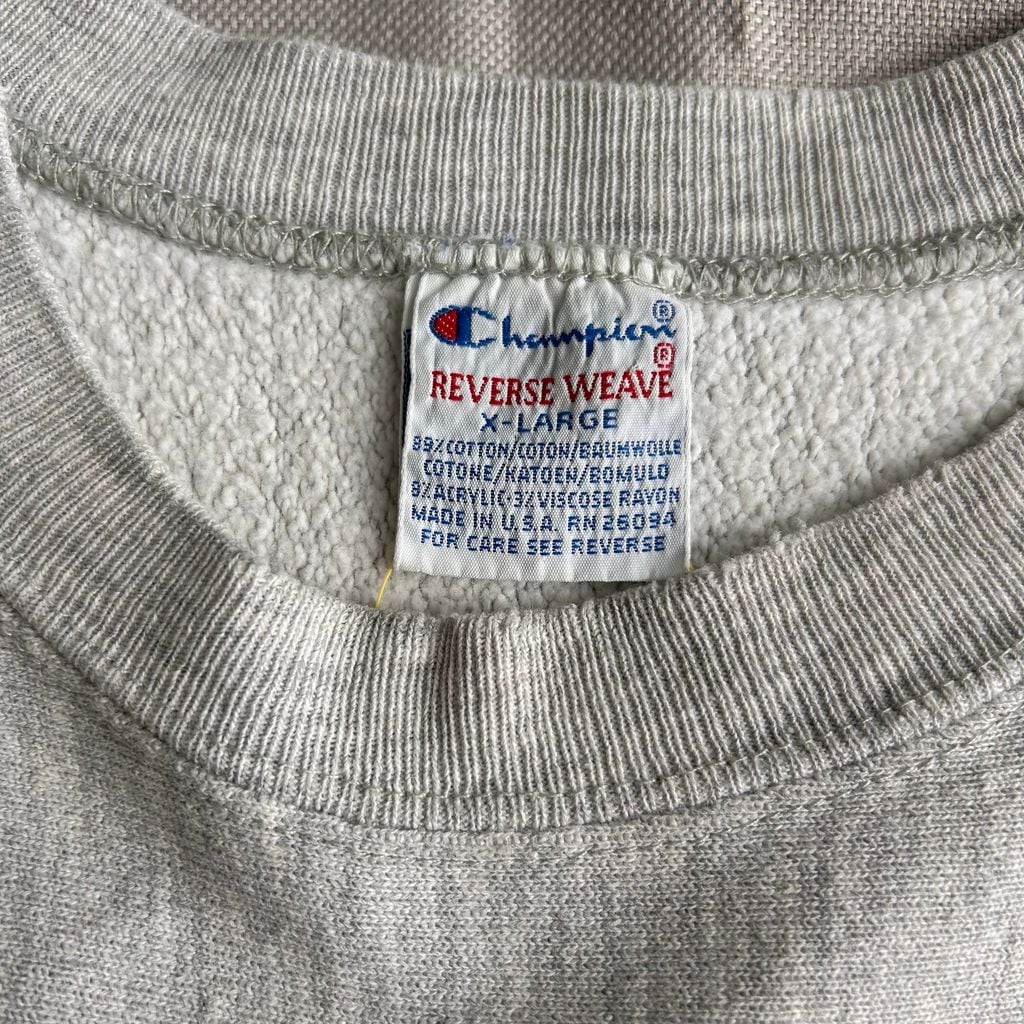 Champion®
REVERSE WEAVE®
X-LARGE
89% COTTON/COTON/BAUMWOLLE
COTONE/KATOEN/BOMULD
8% ACRYLIC·3% VISCOSE RAYON
MADE IN U.S.A. RN 26094
FOR CARE SEE REVERSE